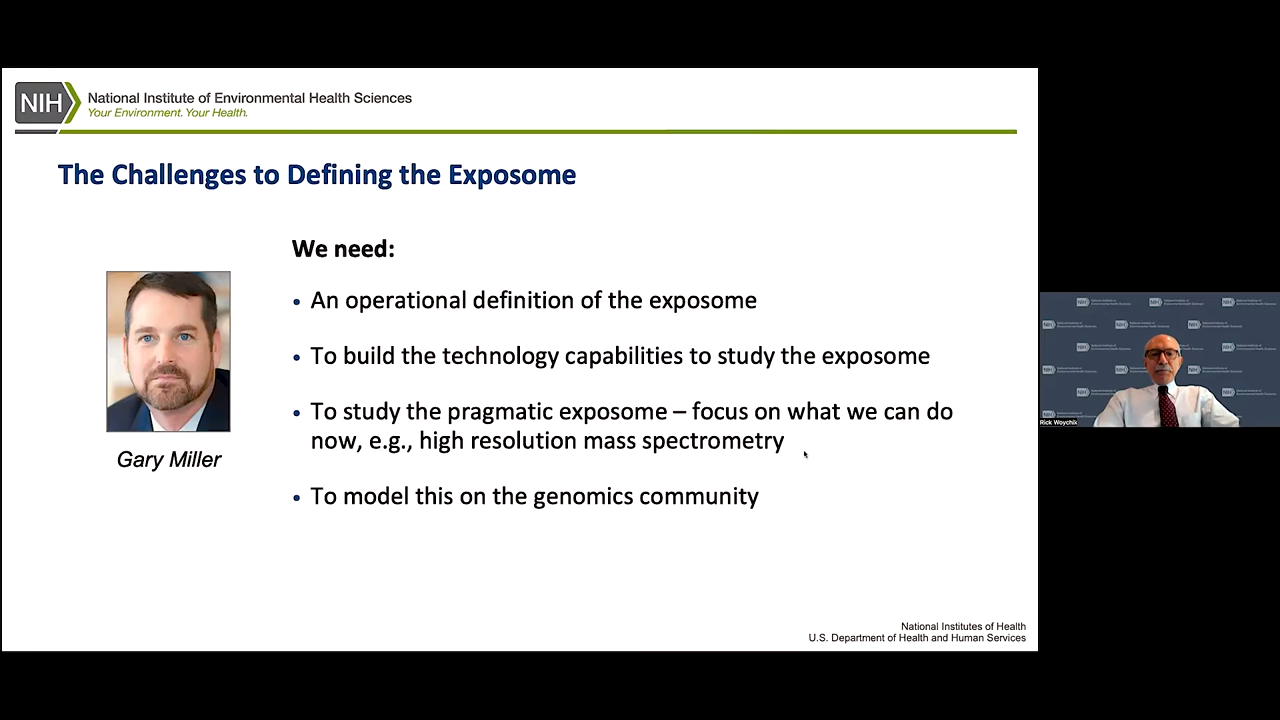 NIH
National Institute of Environmental Health Sciences
Your Environment. Your Health.
The Challenges to Defining the Exposome
We need:
• An operational definition of the exposome
• To build the technology capabilities to study the exposome
• To study the pragmatic exposome – focus on what we can do
now, e.g., high resolution mass spectrometry
• To model this on the genomics community
Gary Miller
National Institutes of Health
U.S. Department of Health and Human Services
Rick Woychik